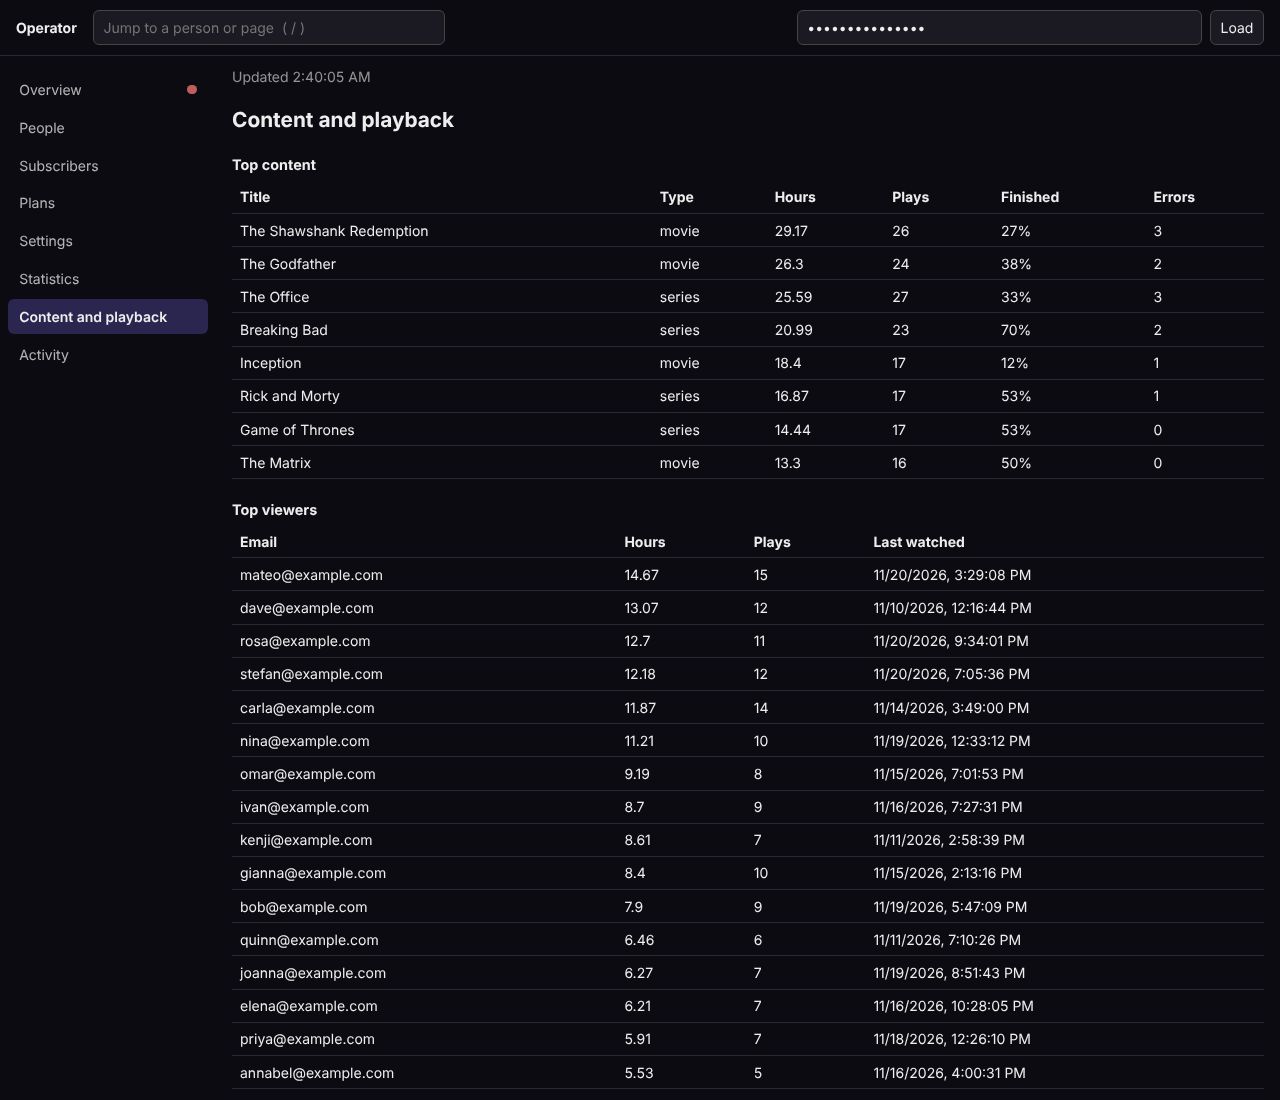 Operator
Jump to a person or page ( / )
•••••••••••••••
Load
Overview
People
Subscribers
Plans
Settings
Statistics
Content and playback
Activity
Updated 2:40:05 AM
Content and playback
Top content
Title Type Hours Plays Finished Errors
The Shawshank Redemption movie 29.17 26 27% 3
The Godfather movie 26.3 24 38% 2
The Office series 25.59 27 33% 3
Breaking Bad series 20.99 23 70% 2
Inception movie 18.4 17 12% 1
Rick and Morty series 16.87 17 53% 1
Game of Thrones series 14.44 17 53% 0
The Matrix movie 13.3 16 50% 0
Top viewers
Email Hours Plays Last watched
mateo@example.com 14.67 15 11/20/2026, 3:29:08 PM
dave@example.com 13.07 12 11/10/2026, 12:16:44 PM
rosa@example.com 12.7 11 11/20/2026, 9:34:01 PM
stefan@example.com 12.18 12 11/20/2026, 7:05:36 PM
carla@example.com 11.87 14 11/14/2026, 3:49:00 PM
nina@example.com 11.21 10 11/19/2026, 12:33:12 PM
omar@example.com 9.19 8 11/15/2026, 7:01:53 PM
ivan@example.com 8.7 9 11/16/2026, 7:27:31 PM
kenji@example.com 8.61 7 11/11/2026, 2:58:39 PM
gianna@example.com 8.4 10 11/15/2026, 2:13:16 PM
bob@example.com 7.9 9 11/19/2026, 5:47:09 PM
quinn@example.com 6.46 6 11/11/2026, 7:10:26 PM
joanna@example.com 6.27 7 11/19/2026, 8:51:43 PM
elena@example.com 6.21 7 11/16/2026, 10:28:05 PM
priya@example.com 5.91 7 11/18/2026, 12:26:10 PM
annabel@example.com 5.53 5 11/16/2026, 4:00:31 PM